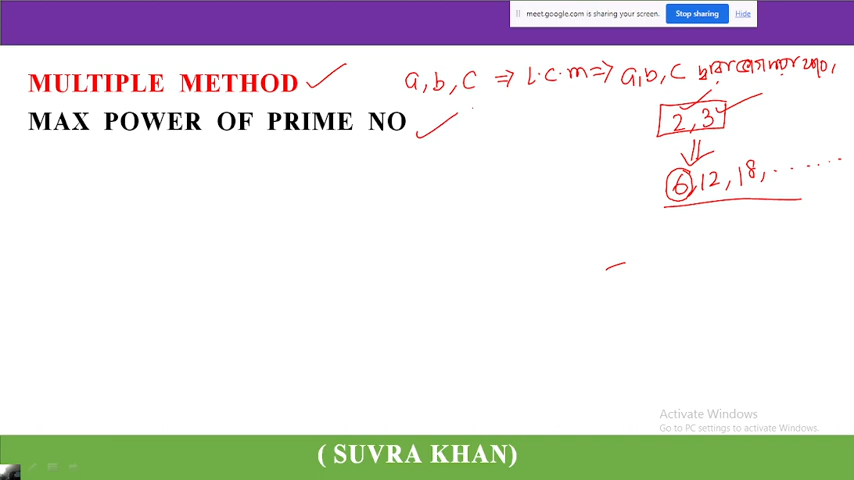 meet.google.com is sharing your screen. Stop sharing Hide
MULTIPLE METHOD
a, b, c ⇒ L.C.M ⇒ a, b, c
MAX POWER OF PRIME NO
2, 3
6, 12, 18, ......
Activate Windows
Go to PC settings to activate Windows.
( SUVRA KHAN)